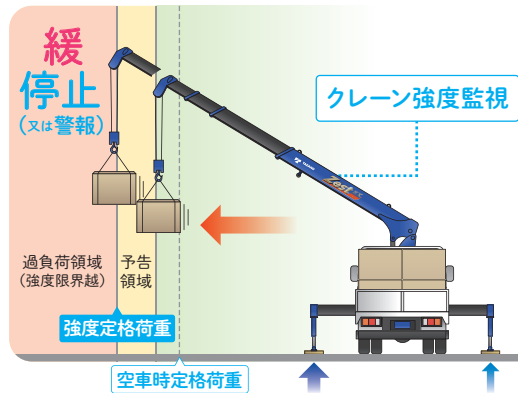 緩
停止
（又は警報）
クレーン強度監視
TADANO
Zest
過負荷領域
（強度限界越）
予告
領域
強度定格荷重
空車時定格荷重